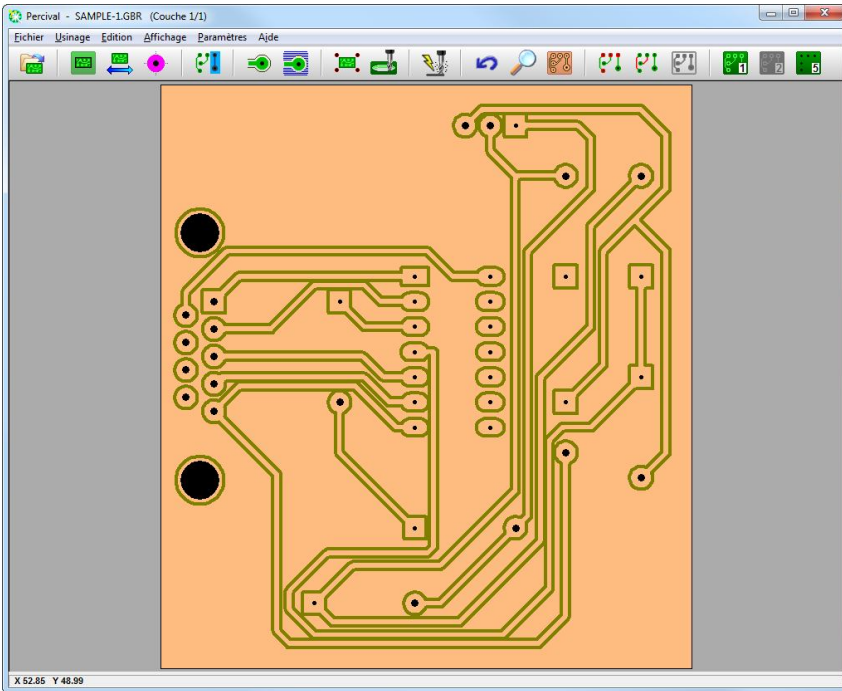 Percival - SAMPLE-1.GBR (Couche 1/1)
Fichier Usinage Edition Affichage Paramètres Aide
1 2 5
X 52.85 Y 48.99